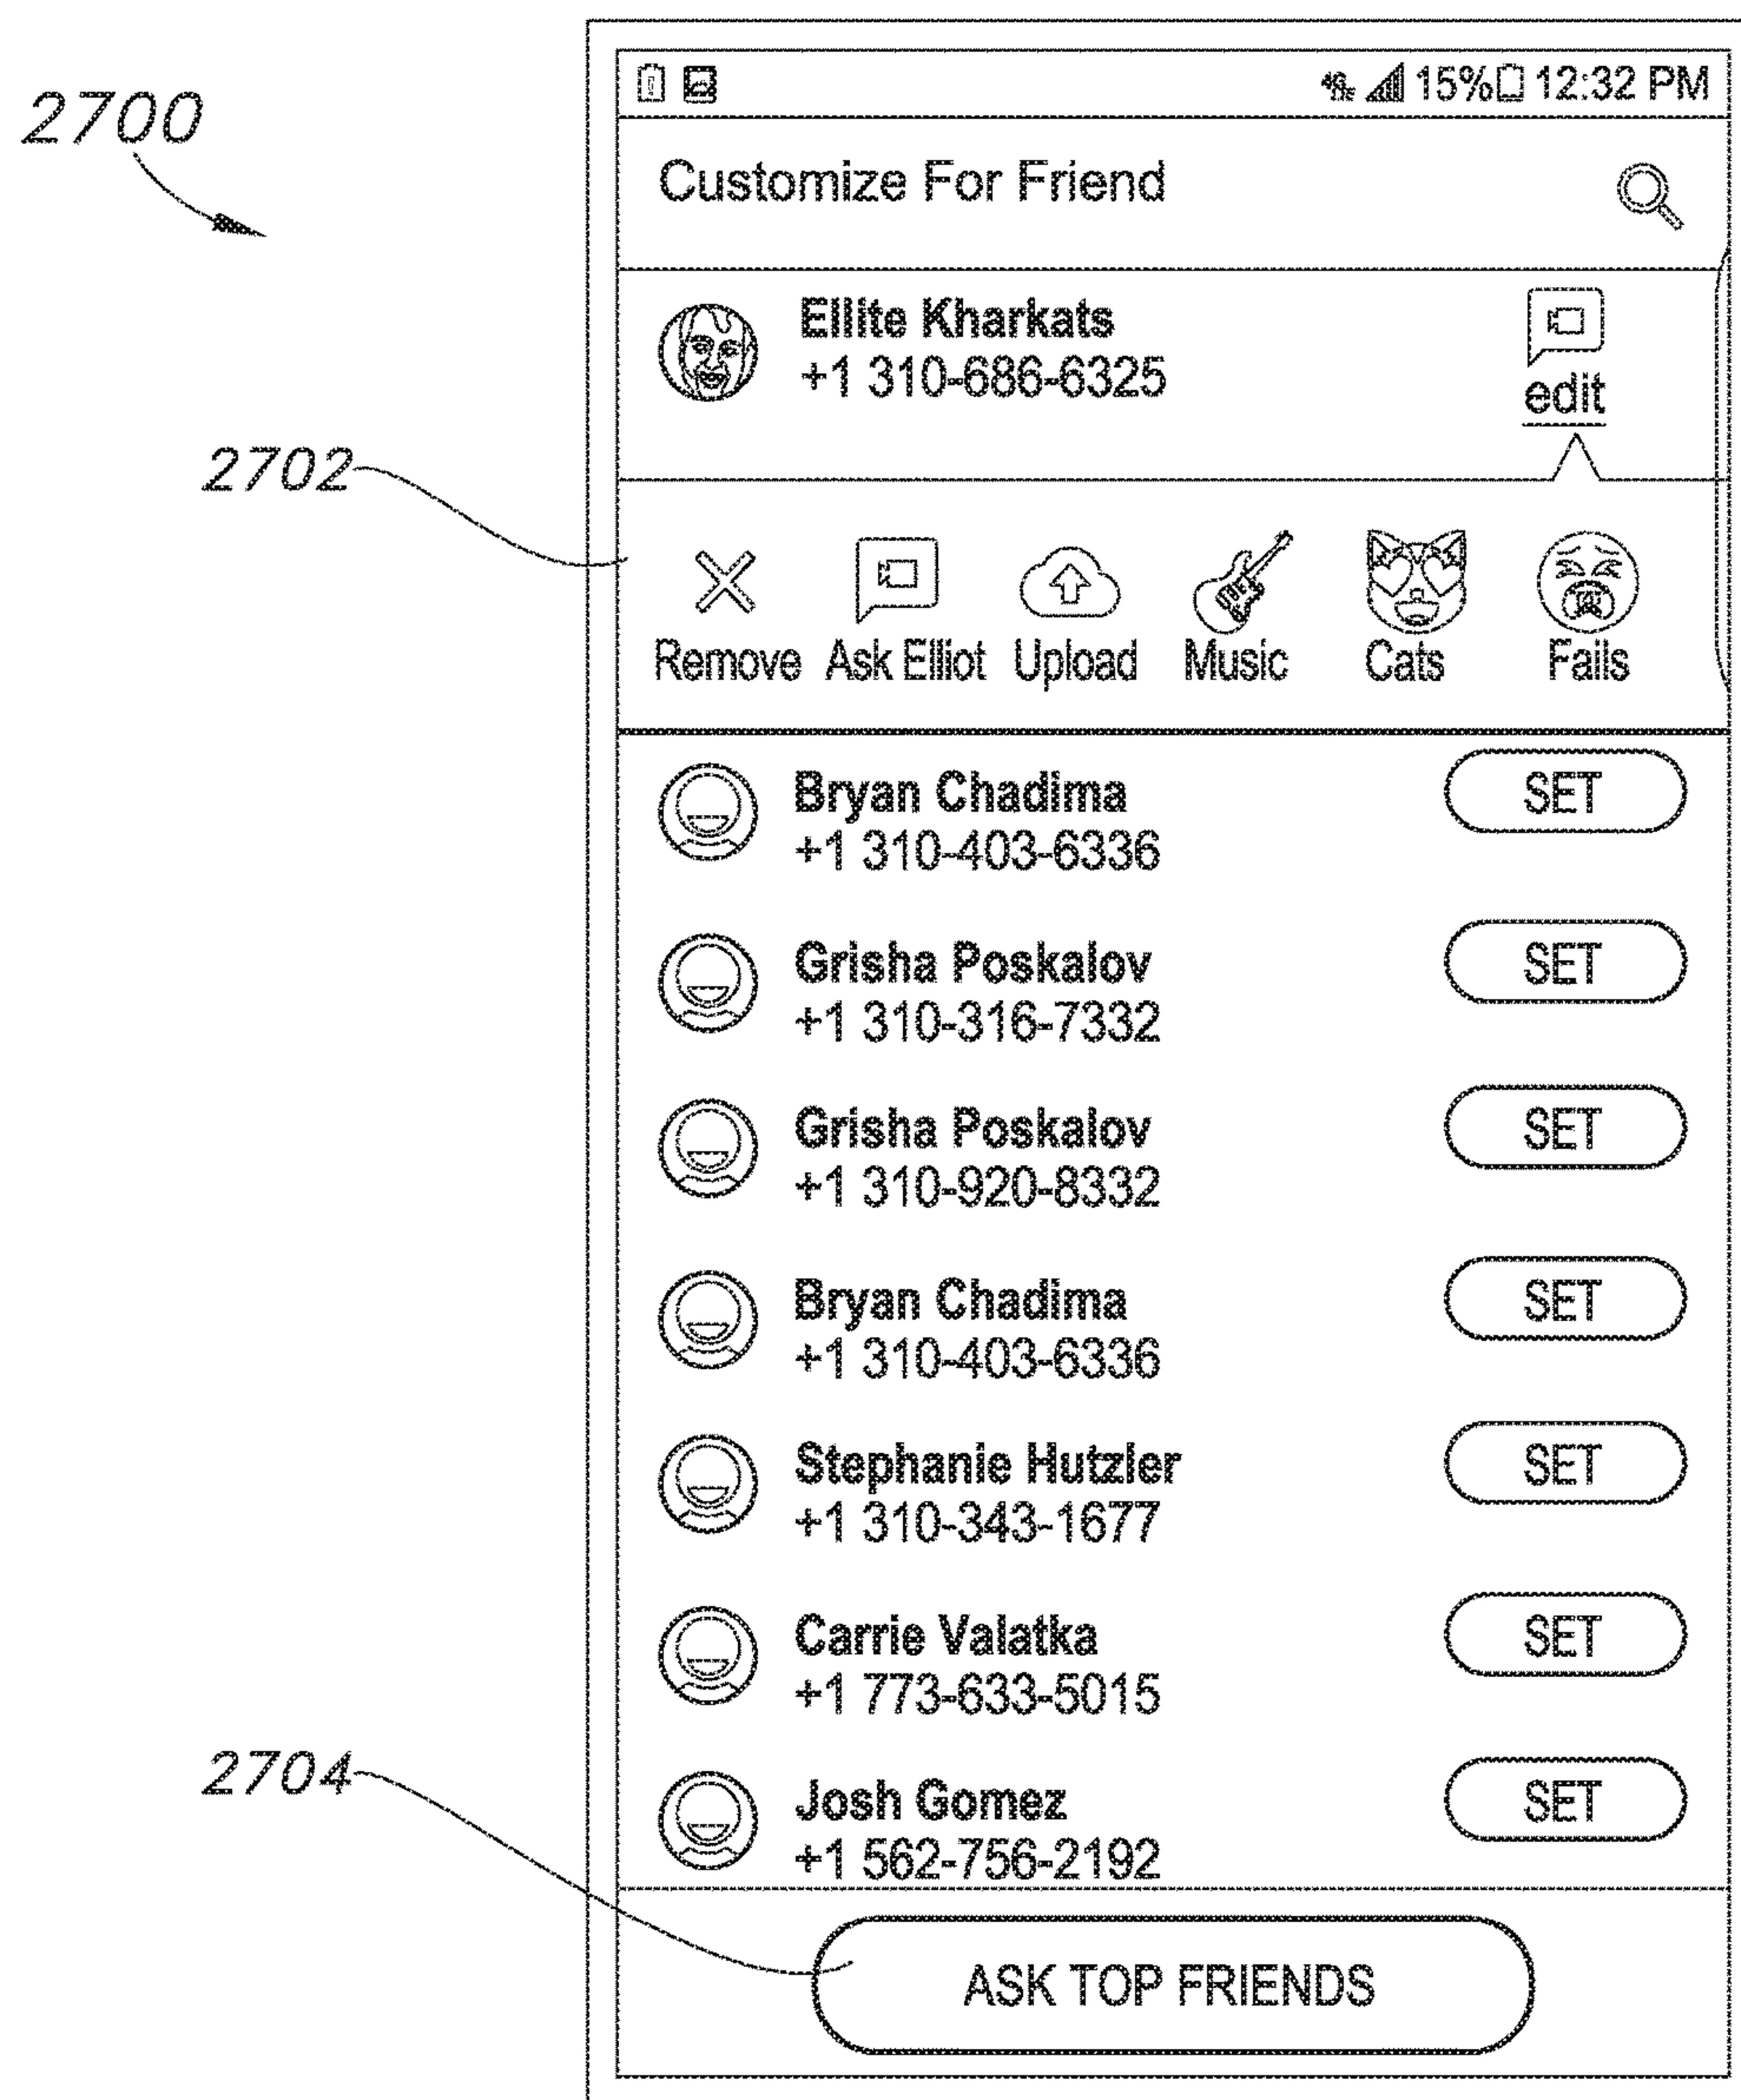 2700
15% 12:32 PM
Customize For Friend
Ellite Kharkats
+1 310-686-6325
edit
2702
Remove Ask Elliot Upload Music Cats Fails
Bryan Chadima
+1 310-403-6336
SET
Grisha Poskalov
+1 310-316-7332
SET
Grisha Poskalov
+1 310-920-8332
SET
Bryan Chadima
+1 310-403-6336
SET
Stephanie Hutzler
+1 310-343-1677
SET
Carrie Valatka
+1 773-633-5015
SET
2704
Josh Gomez
+1 562-756-2192
SET
ASK TOP FRIENDS